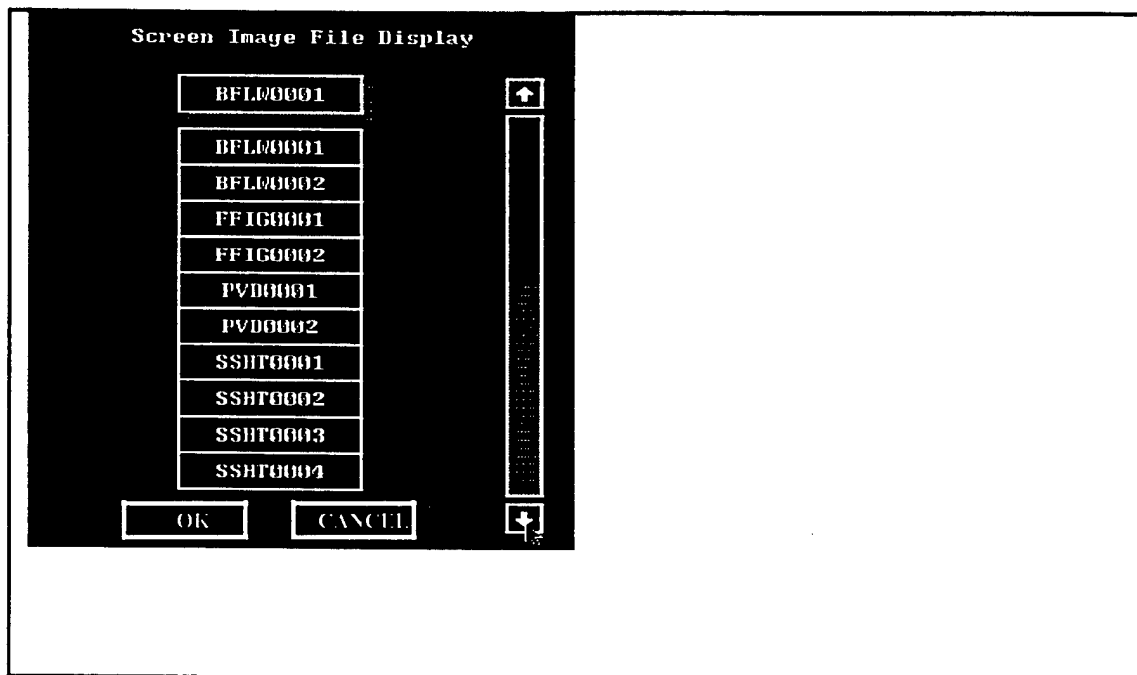 Screen Image File Display
BFLW0001
BFLW0001
BFLW0002
FFIG0001
FFIG0002
PVD0001
PVD0002
SSHT0001
SSHT0002
SSHT0003
SSHT0004
OK CANCEL